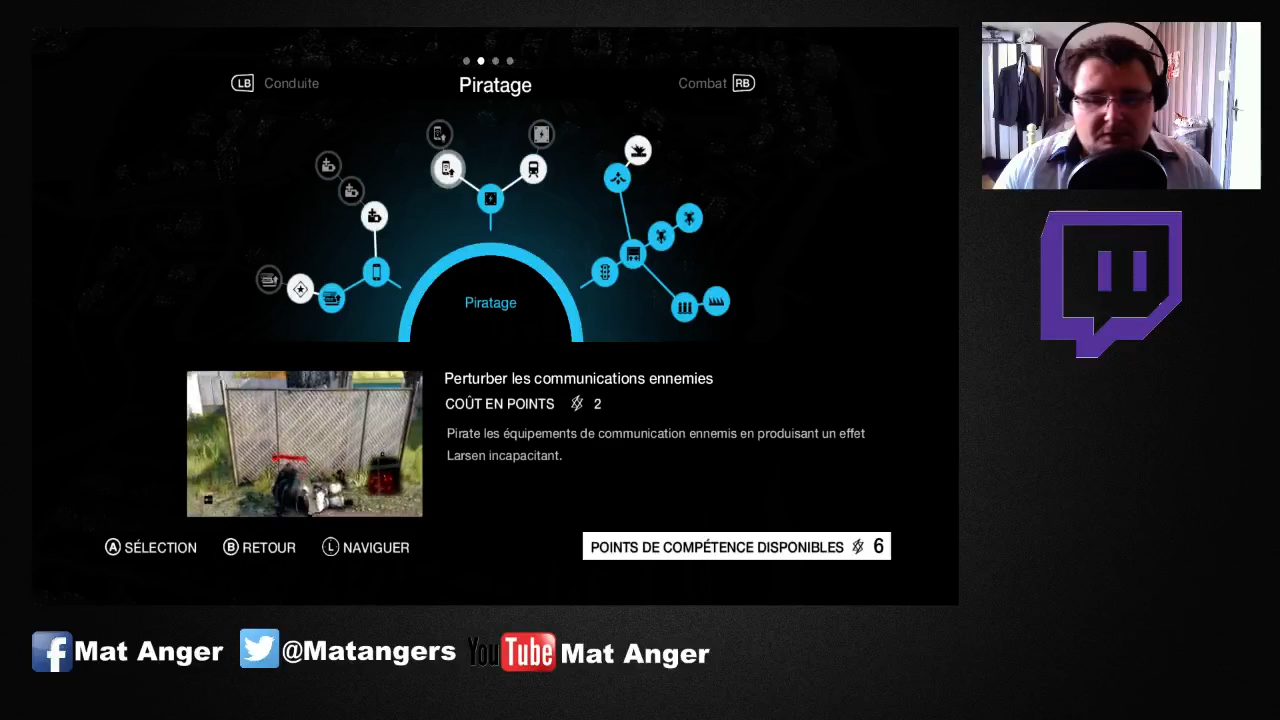 LB Conduite Piratage Combat RB
Piratage
Perturber les communications ennemies
COÛT EN POINTS 2
Pirate les équipements de communication ennemis en produisant un effet
Larsen incapacitant.
A SÉLECTION B RETOUR L NAVIGUER
POINTS DE COMPÉTENCE DISPONIBLES 6
f Mat Anger @Matangers YouTube Mat Anger